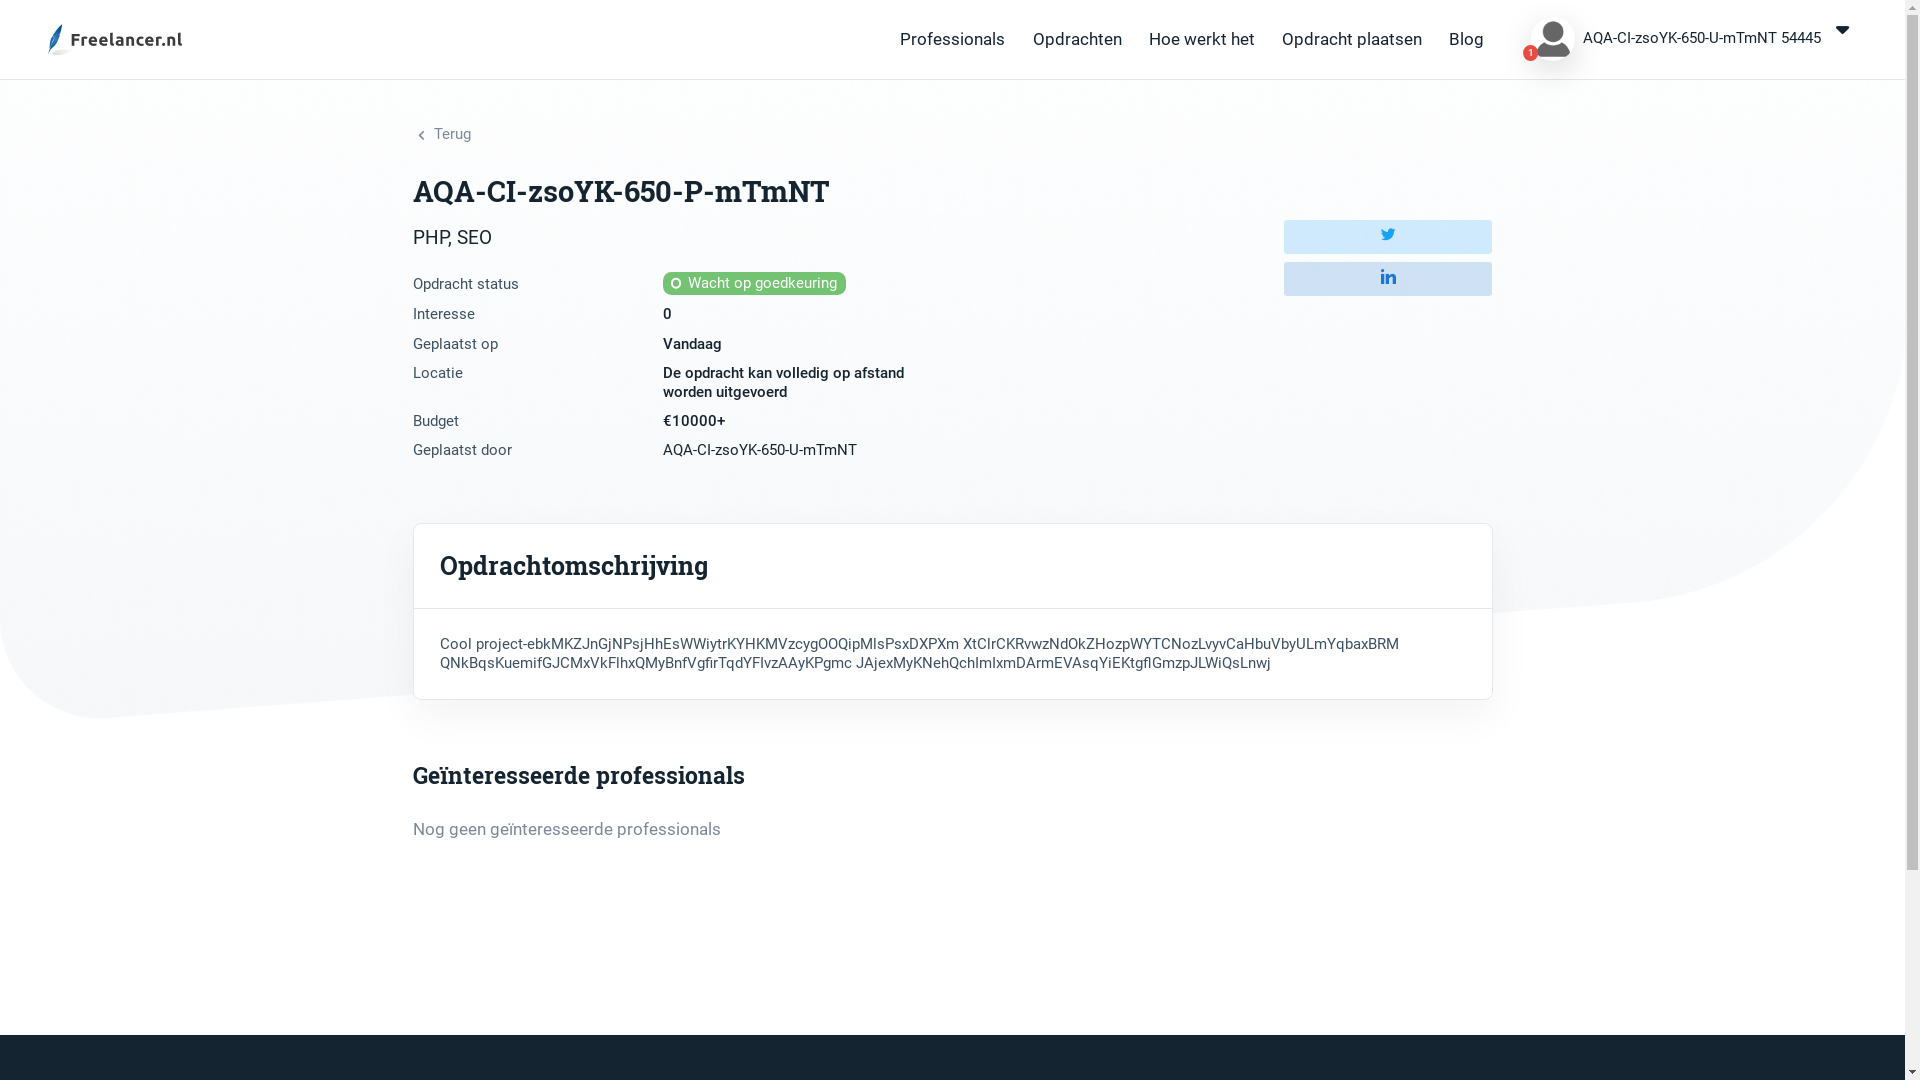 Freelancer.nl
Professionals
Opdrachten
Hoe werkt het
Opdracht plaatsen
Blog
1
AQA-CI-zsoYK-650-U-mTmNT 54445
Terug
AQA-CI-zsoYK-650-P-mTmNT
PHP, SEO
Opdracht status
Wacht op goedkeuring
Interesse
0
Geplaatst op
Vandaag
Locatie
De opdracht kan volledig op afstand
worden uitgevoerd
Budget
€10000+
Geplaatst door
AQA-CI-zsoYK-650-U-mTmNT
Opdrachtomschrijving
Cool project-ebkMKZJnGjNPsjHhEsWWiytrKYHKMVzcygOOQipMIsPsxDXPXm XtCIrCKRvwzNdOkZHozpWYTCNozLvyvCaHbuVbyULmYqbaxBRM
QNkBqsKuemifGJCMxVkFlhxQMyBnfVgfirTqdYFIvzAAyKPgmc JAjexMyKNehQchImIxmDArmEVAsqYiEKtgflGmzpJLWiQsLnwj
Geïnteresseerde professionals
Nog geen geïnteresseerde professionals